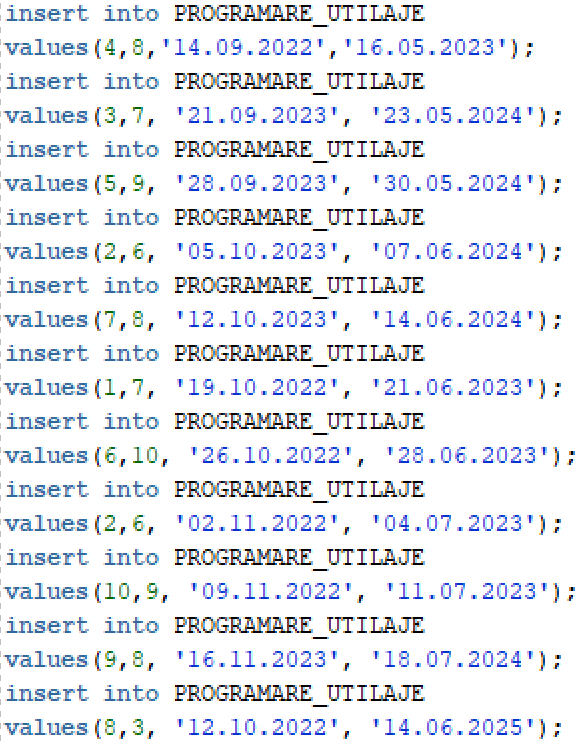 insert into PROGRAMARE_UTILAJE
values(4,8,'14.09.2022','16.05.2023');
insert into PROGRAMARE_UTILAJE
values(3,7, '21.09.2023', '23.05.2024');
insert into PROGRAMARE_UTILAJE
values(5,9, '28.09.2023', '30.05.2024');
insert into PROGRAMARE_UTILAJE
values(2,6, '05.10.2023', '07.06.2024');
insert into PROGRAMARE_UTILAJE
values(7,8, '12.10.2023', '14.06.2024');
insert into PROGRAMARE_UTILAJE
values(1,7, '19.10.2022', '21.06.2023');
insert into PROGRAMARE_UTILAJE
values(6,10, '26.10.2022', '28.06.2023');
insert into PROGRAMARE_UTILAJE
values(2,6, '02.11.2022', '04.07.2023');
insert into PROGRAMARE_UTILAJE
values(10,9, '09.11.2022', '11.07.2023');
insert into PROGRAMARE_UTILAJE
values(9,8, '16.11.2023', '18.07.2024');
insert into PROGRAMARE_UTILAJE
values(8,3, '12.10.2022', '14.06.2025');